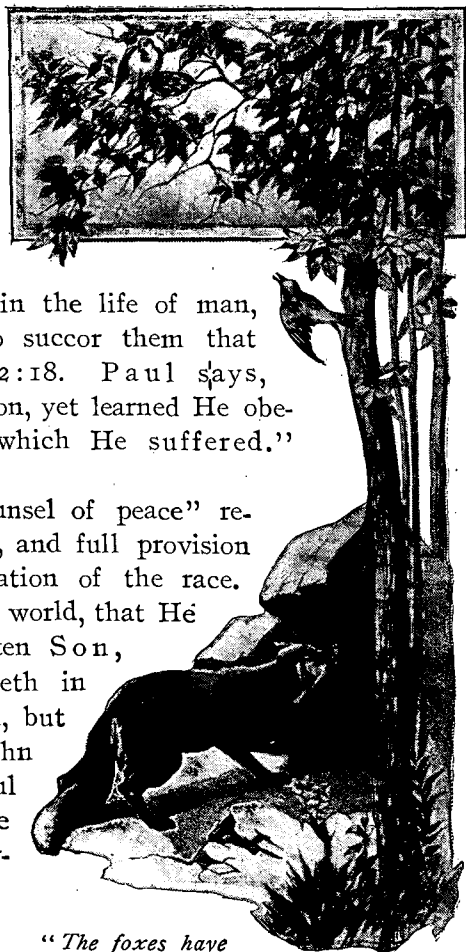 in the life of man,
o succor them that
2:18. Paul says,
on, yet learned He obe-
which He suffered."
unsel of peace" re-
, and full provision
ation of the race.
world, that He
ten Son,
eth in
, but
hn
ul
e
-
"The foxes have